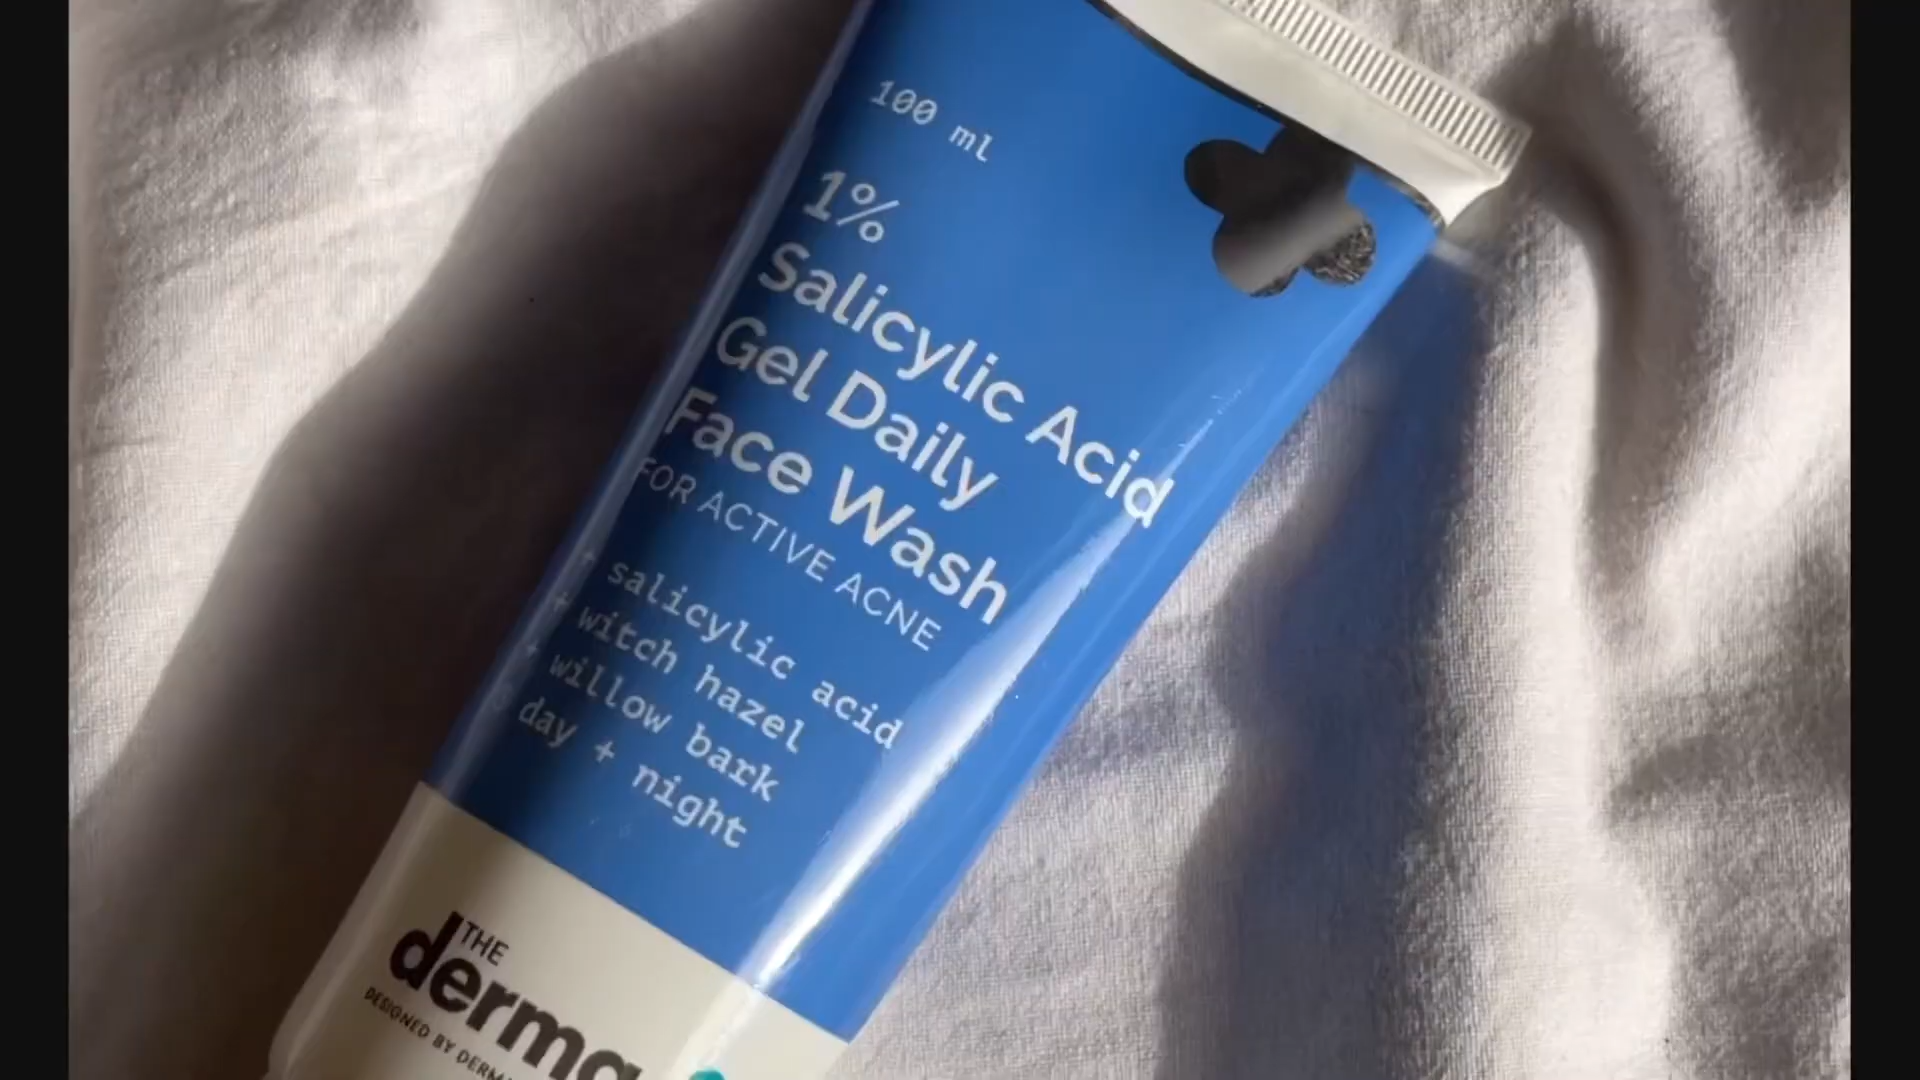 100 ml
1%
Salicylic Acid
Gel Daily
Face Wash
FOR ACTIVE ACNE
+ salicylic acid
+ witch hazel
+ willow bark
day + night
THE
derma
DESIGNED BY